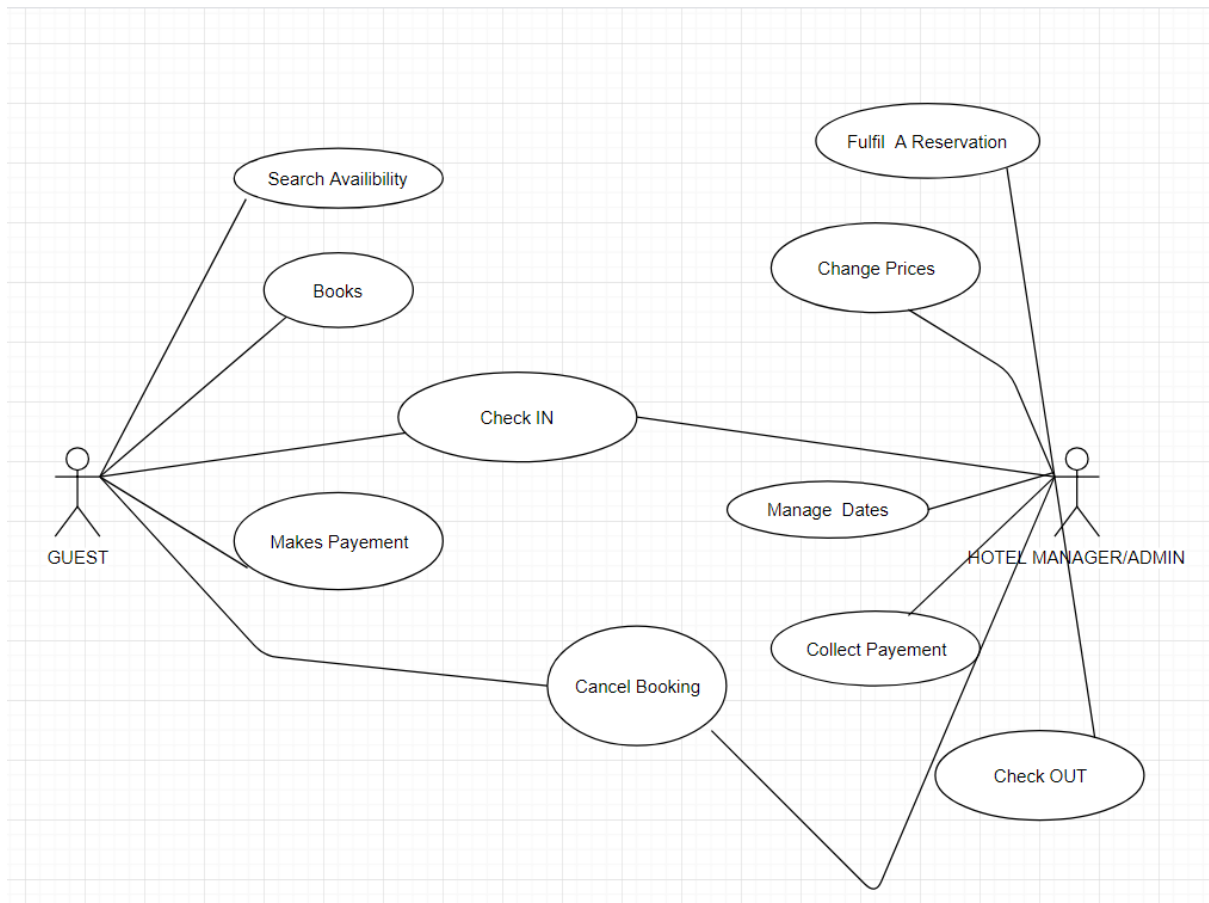 Fulfil A Reservation
Search Availibility
Change Prices
Books
Check IN
Manage Dates
Makes Payement
GUEST
HOTEL MANAGER/ADMIN
Collect Payement
Cancel Booking
Check OUT